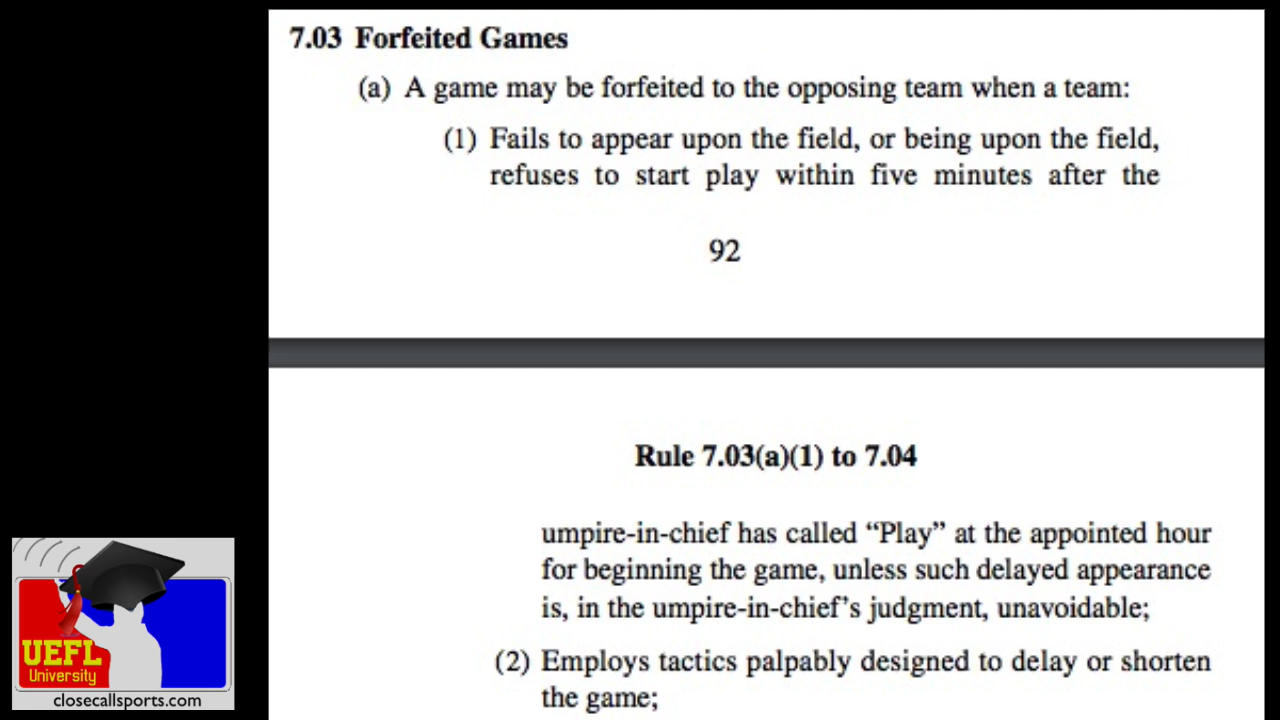 7.03 Forfeited Games
(a) A game may be forfeited to the opposing team when a team:
(1) Fails to appear upon the field, or being upon the field,
refuses to start play within five minutes after the
92
Rule 7.03(a)(1) to 7.04
umpire-in-chief has called “Play” at the appointed hour
for beginning the game, unless such delayed appearance
is, in the umpire-in-chief’s judgment, unavoidable;
(2) Employs tactics palpably designed to delay or shorten
the game;
UEFL
University
closecallsports.com